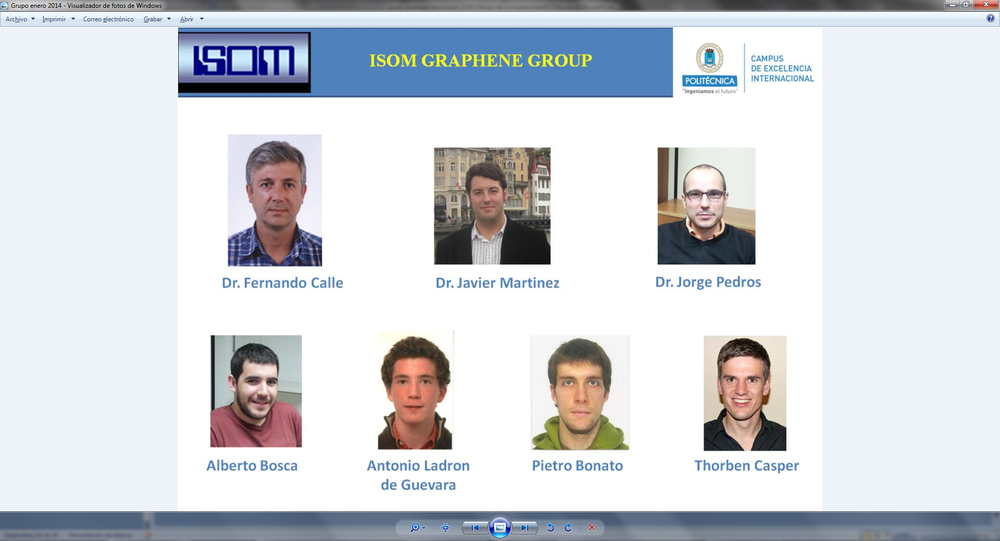 Grupo enero 2014 - Visualizador de fotos de Windows
Archivo Imprimir Correo electrónico Grabar Abrir
ISOM
ISOM GRAPHENE GROUP
POLITÉCNICA
"Ingeniamos el futuro"
CAMPUS
DE EXCELENCIA
INTERNACIONAL
Dr. Fernando Calle
Dr. Javier Martinez
Dr. Jorge Pedros
Alberto Bosca
Antonio Ladron
de Guevara
Pietro Bonato
Thorben Casper